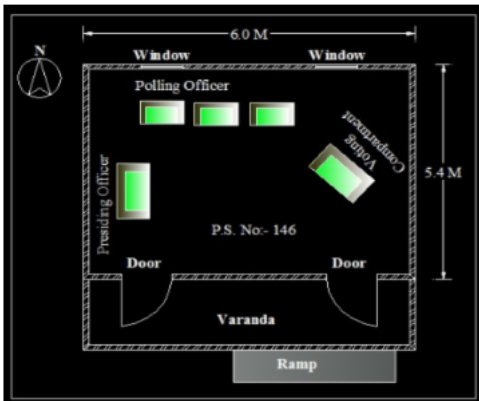 6.0 M
N
Window
Window
Polling Officer
Voting
Compartment
5.4 M
Presiding Officer
P.S. No:- 146
Door
Door
Varanda
Ramp